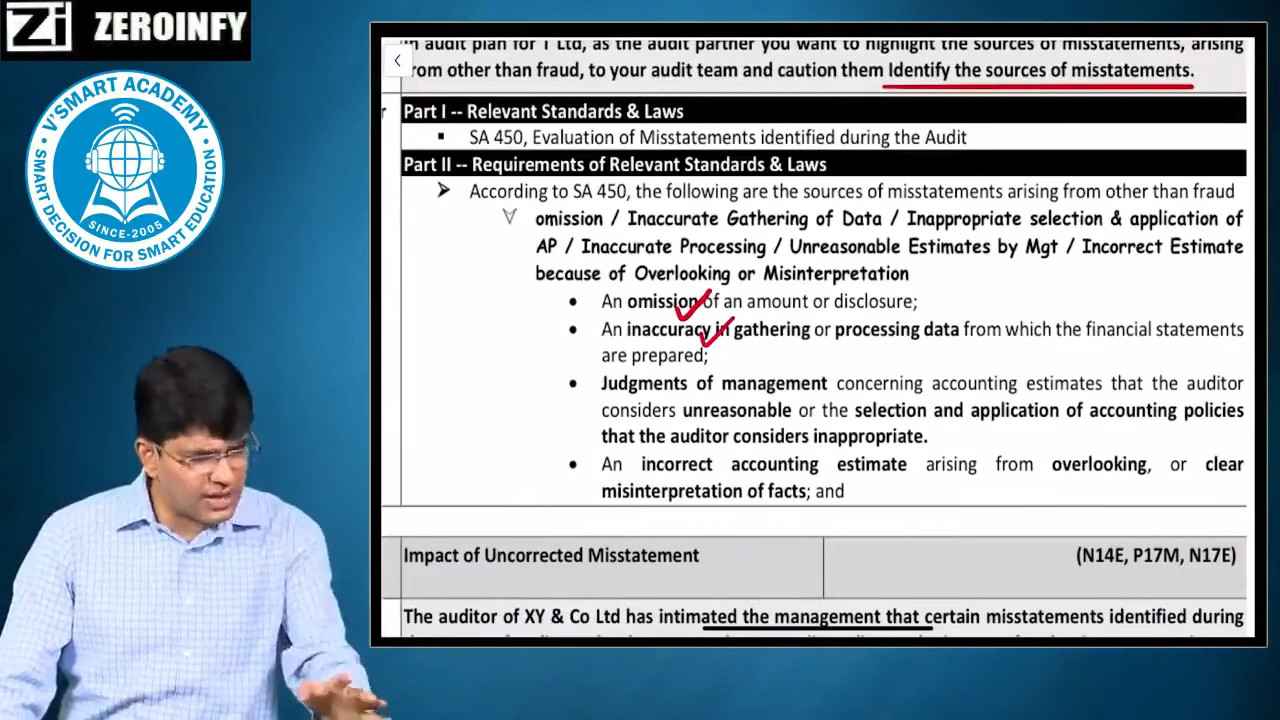 ZEROINFY
V'SMART ACADEMY
SMART DECISION FOR SMART EDUCATION
SINCE-2005
In audit plan for T Ltd, as the audit partner you want to highlight the sources of misstatements, arising
from other than fraud, to your audit team and caution them Identify the sources of misstatements.
r
Part I -- Relevant Standards & Laws
▪ SA 450, Evaluation of Misstatements identified during the Audit
Part II -- Requirements of Relevant Standards & Laws
➤ According to SA 450, the following are the sources of misstatements arising from other than fraud
omission / Inaccurate Gathering of Data / Inappropriate selection & application of
AP / Inaccurate Processing / Unreasonable Estimates by Mgt / Incorrect Estimate
because of Overlooking or Misinterpretation
• An omission of an amount or disclosure;
• An inaccuracy in gathering or processing data from which the financial statements
are prepared;
• Judgments of management concerning accounting estimates that the auditor
considers unreasonable or the selection and application of accounting policies
that the auditor considers inappropriate.
• An incorrect accounting estimate arising from overlooking, or clear
misinterpretation of facts; and
Impact of Uncorrected Misstatement (N14E, P17M, N17E)
The auditor of XY & Co Ltd has intimated the management that certain misstatements identified during